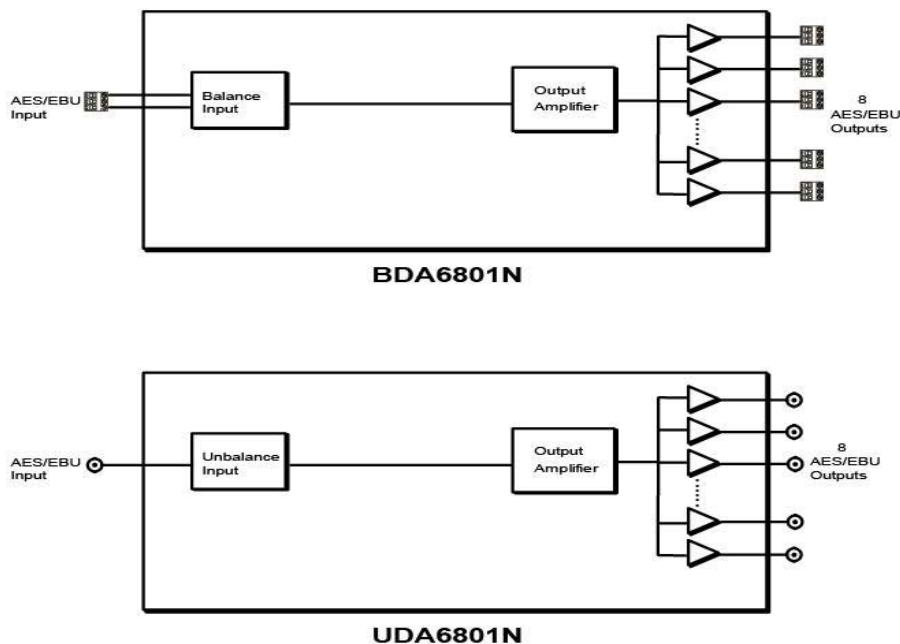 AES/EBU
Input
Balance
Input
Output
Amplifier
8
AES/EBU
Outputs
BDA6801N
AES/EBU
Input
Unbalance
Input
Output
Amplifier
8
AES/EBU
Outputs
UDA6801N